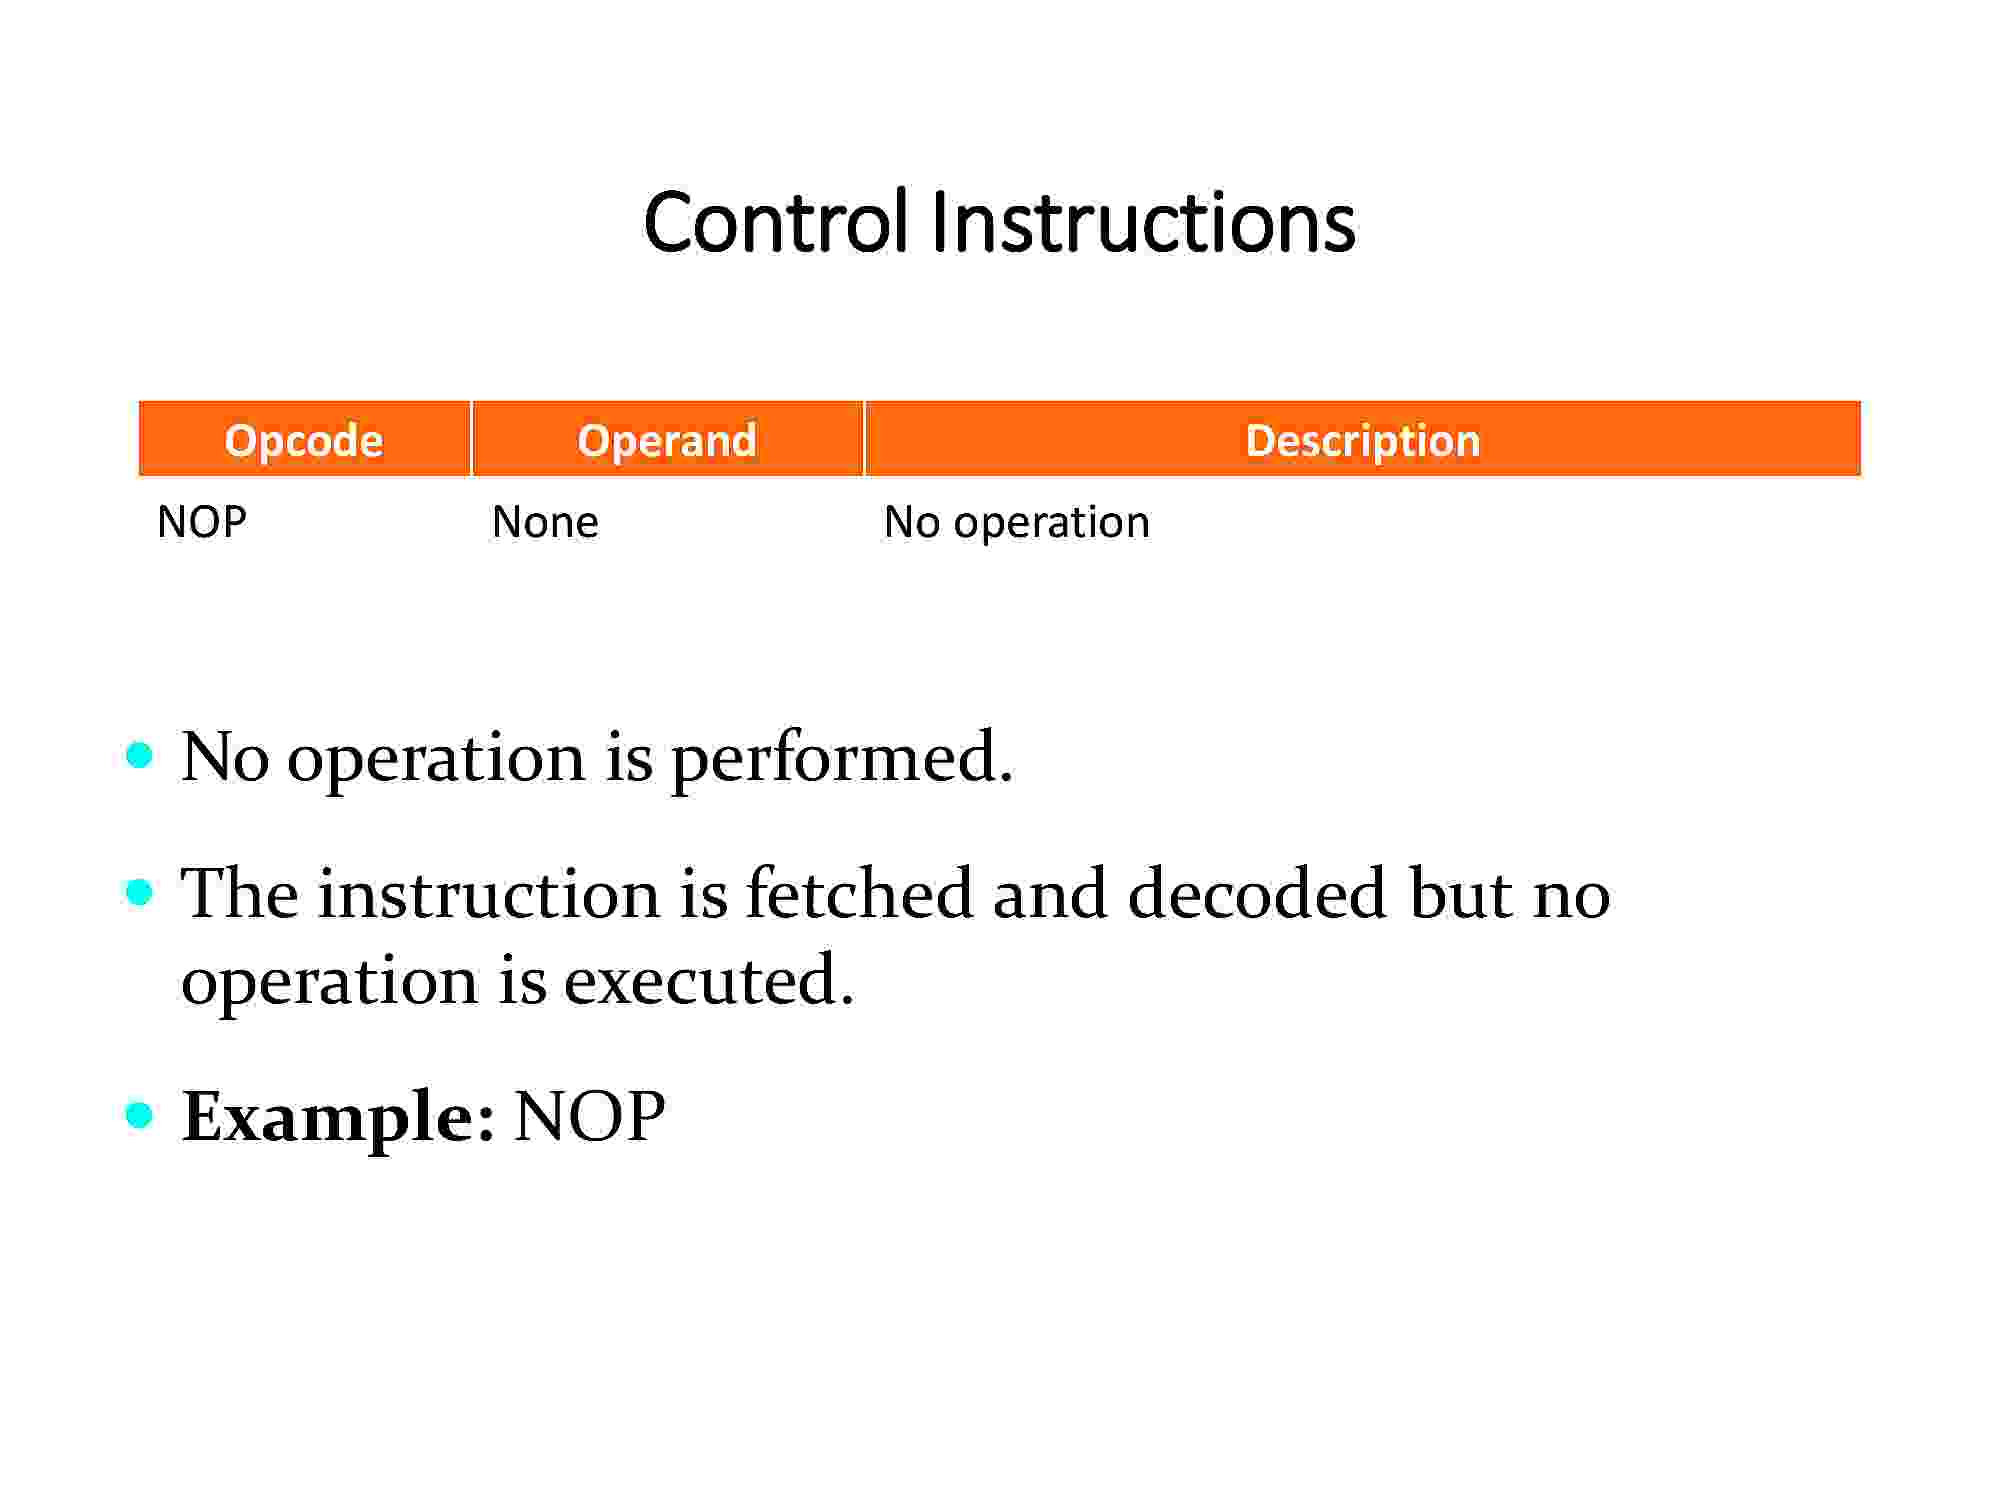 Control Instructions
Opcode Operand Description
NOP None No operation
• No operation is performed.
• The instruction is fetched and decoded but no
operation is executed.
• Example: NOP